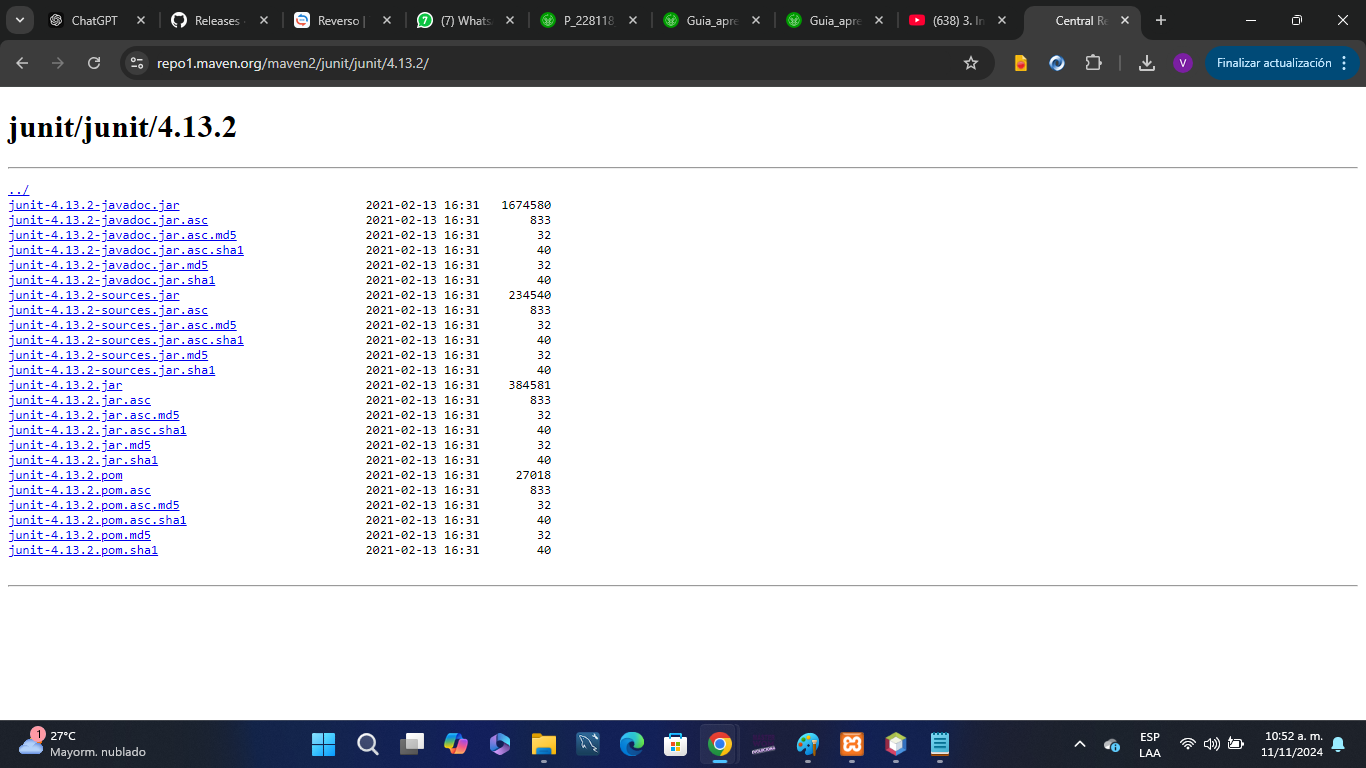 ChatGPT
Releases
Reverso |
(7) Whats
P_228118
Guia_apre
Guia_apre
(638) 3. In
Central Re
repo1.maven.org/maven2/junit/junit/4.13.2/
V
Finalizar actualización
junit/junit/4.13.2
../
junit-4.13.2-javadoc.jar 2021-02-13 16:31 1674580
junit-4.13.2-javadoc.jar.asc 2021-02-13 16:31 833
junit-4.13.2-javadoc.jar.asc.md5 2021-02-13 16:31 32
junit-4.13.2-javadoc.jar.asc.sha1 2021-02-13 16:31 40
junit-4.13.2-javadoc.jar.md5 2021-02-13 16:31 32
junit-4.13.2-javadoc.jar.sha1 2021-02-13 16:31 40
junit-4.13.2-sources.jar 2021-02-13 16:31 234540
junit-4.13.2-sources.jar.asc 2021-02-13 16:31 833
junit-4.13.2-sources.jar.asc.md5 2021-02-13 16:31 32
junit-4.13.2-sources.jar.asc.sha1 2021-02-13 16:31 40
junit-4.13.2-sources.jar.md5 2021-02-13 16:31 32
junit-4.13.2-sources.jar.sha1 2021-02-13 16:31 40
junit-4.13.2.jar 2021-02-13 16:31 384581
junit-4.13.2.jar.asc 2021-02-13 16:31 833
junit-4.13.2.jar.asc.md5 2021-02-13 16:31 32
junit-4.13.2.jar.asc.sha1 2021-02-13 16:31 40
junit-4.13.2.jar.md5 2021-02-13 16:31 32
junit-4.13.2.jar.sha1 2021-02-13 16:31 40
junit-4.13.2.pom 2021-02-13 16:31 27018
junit-4.13.2.pom.asc 2021-02-13 16:31 833
junit-4.13.2.pom.asc.md5 2021-02-13 16:31 32
junit-4.13.2.pom.asc.sha1 2021-02-13 16:31 40
junit-4.13.2.pom.md5 2021-02-13 16:31 32
junit-4.13.2.pom.sha1 2021-02-13 16:31 40
1
27°C
Mayorm. nublado
ESP
LAA
10:52 a. m.
11/11/2024